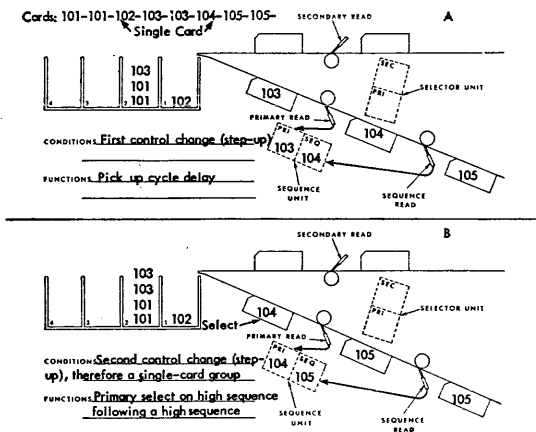 Cards: 101-101-102-103-103-104-105-105-
Single Card
SECONDARY READ
A
SEC
PRI
SELECTOR UNIT
103
101
101
102
4
3
2
1
103
104
105
PRIMARY READ
PRI
SEQ
103
104
SEQUENCE UNIT
SEQUENCE READ
CONDITIONS First control change (step-up)
FUNCTIONS Pick up cycle delay
SECONDARY READ
B
SEC
PRI
SELECTOR UNIT
103
103
101
101
102
4
3
2
1
Select
104
105
105
PRIMARY READ
PRI
SEQ
104
105
SEQUENCE UNIT
SEQUENCE READ
CONDITIONS Second control change (step-
up), therefore a single-card group
FUNCTIONS Primary select on high sequence
following a high sequence